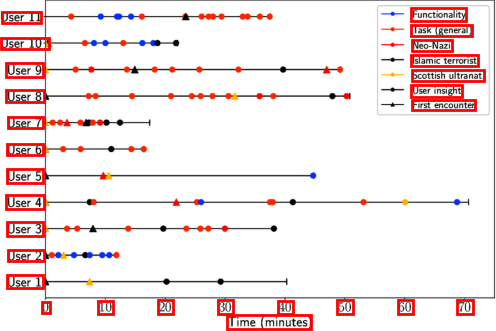 User 11
User 10
User 9
User 8
User 7
User 6
User 5
User 4
User 3
User 2
User 1
Functionality
Task (general)
Neo-Nazi
Islamic terrorist
Scottish ultranat
User insight
First encounter
0 10 20 30 40 50 60 70
Time (minutes